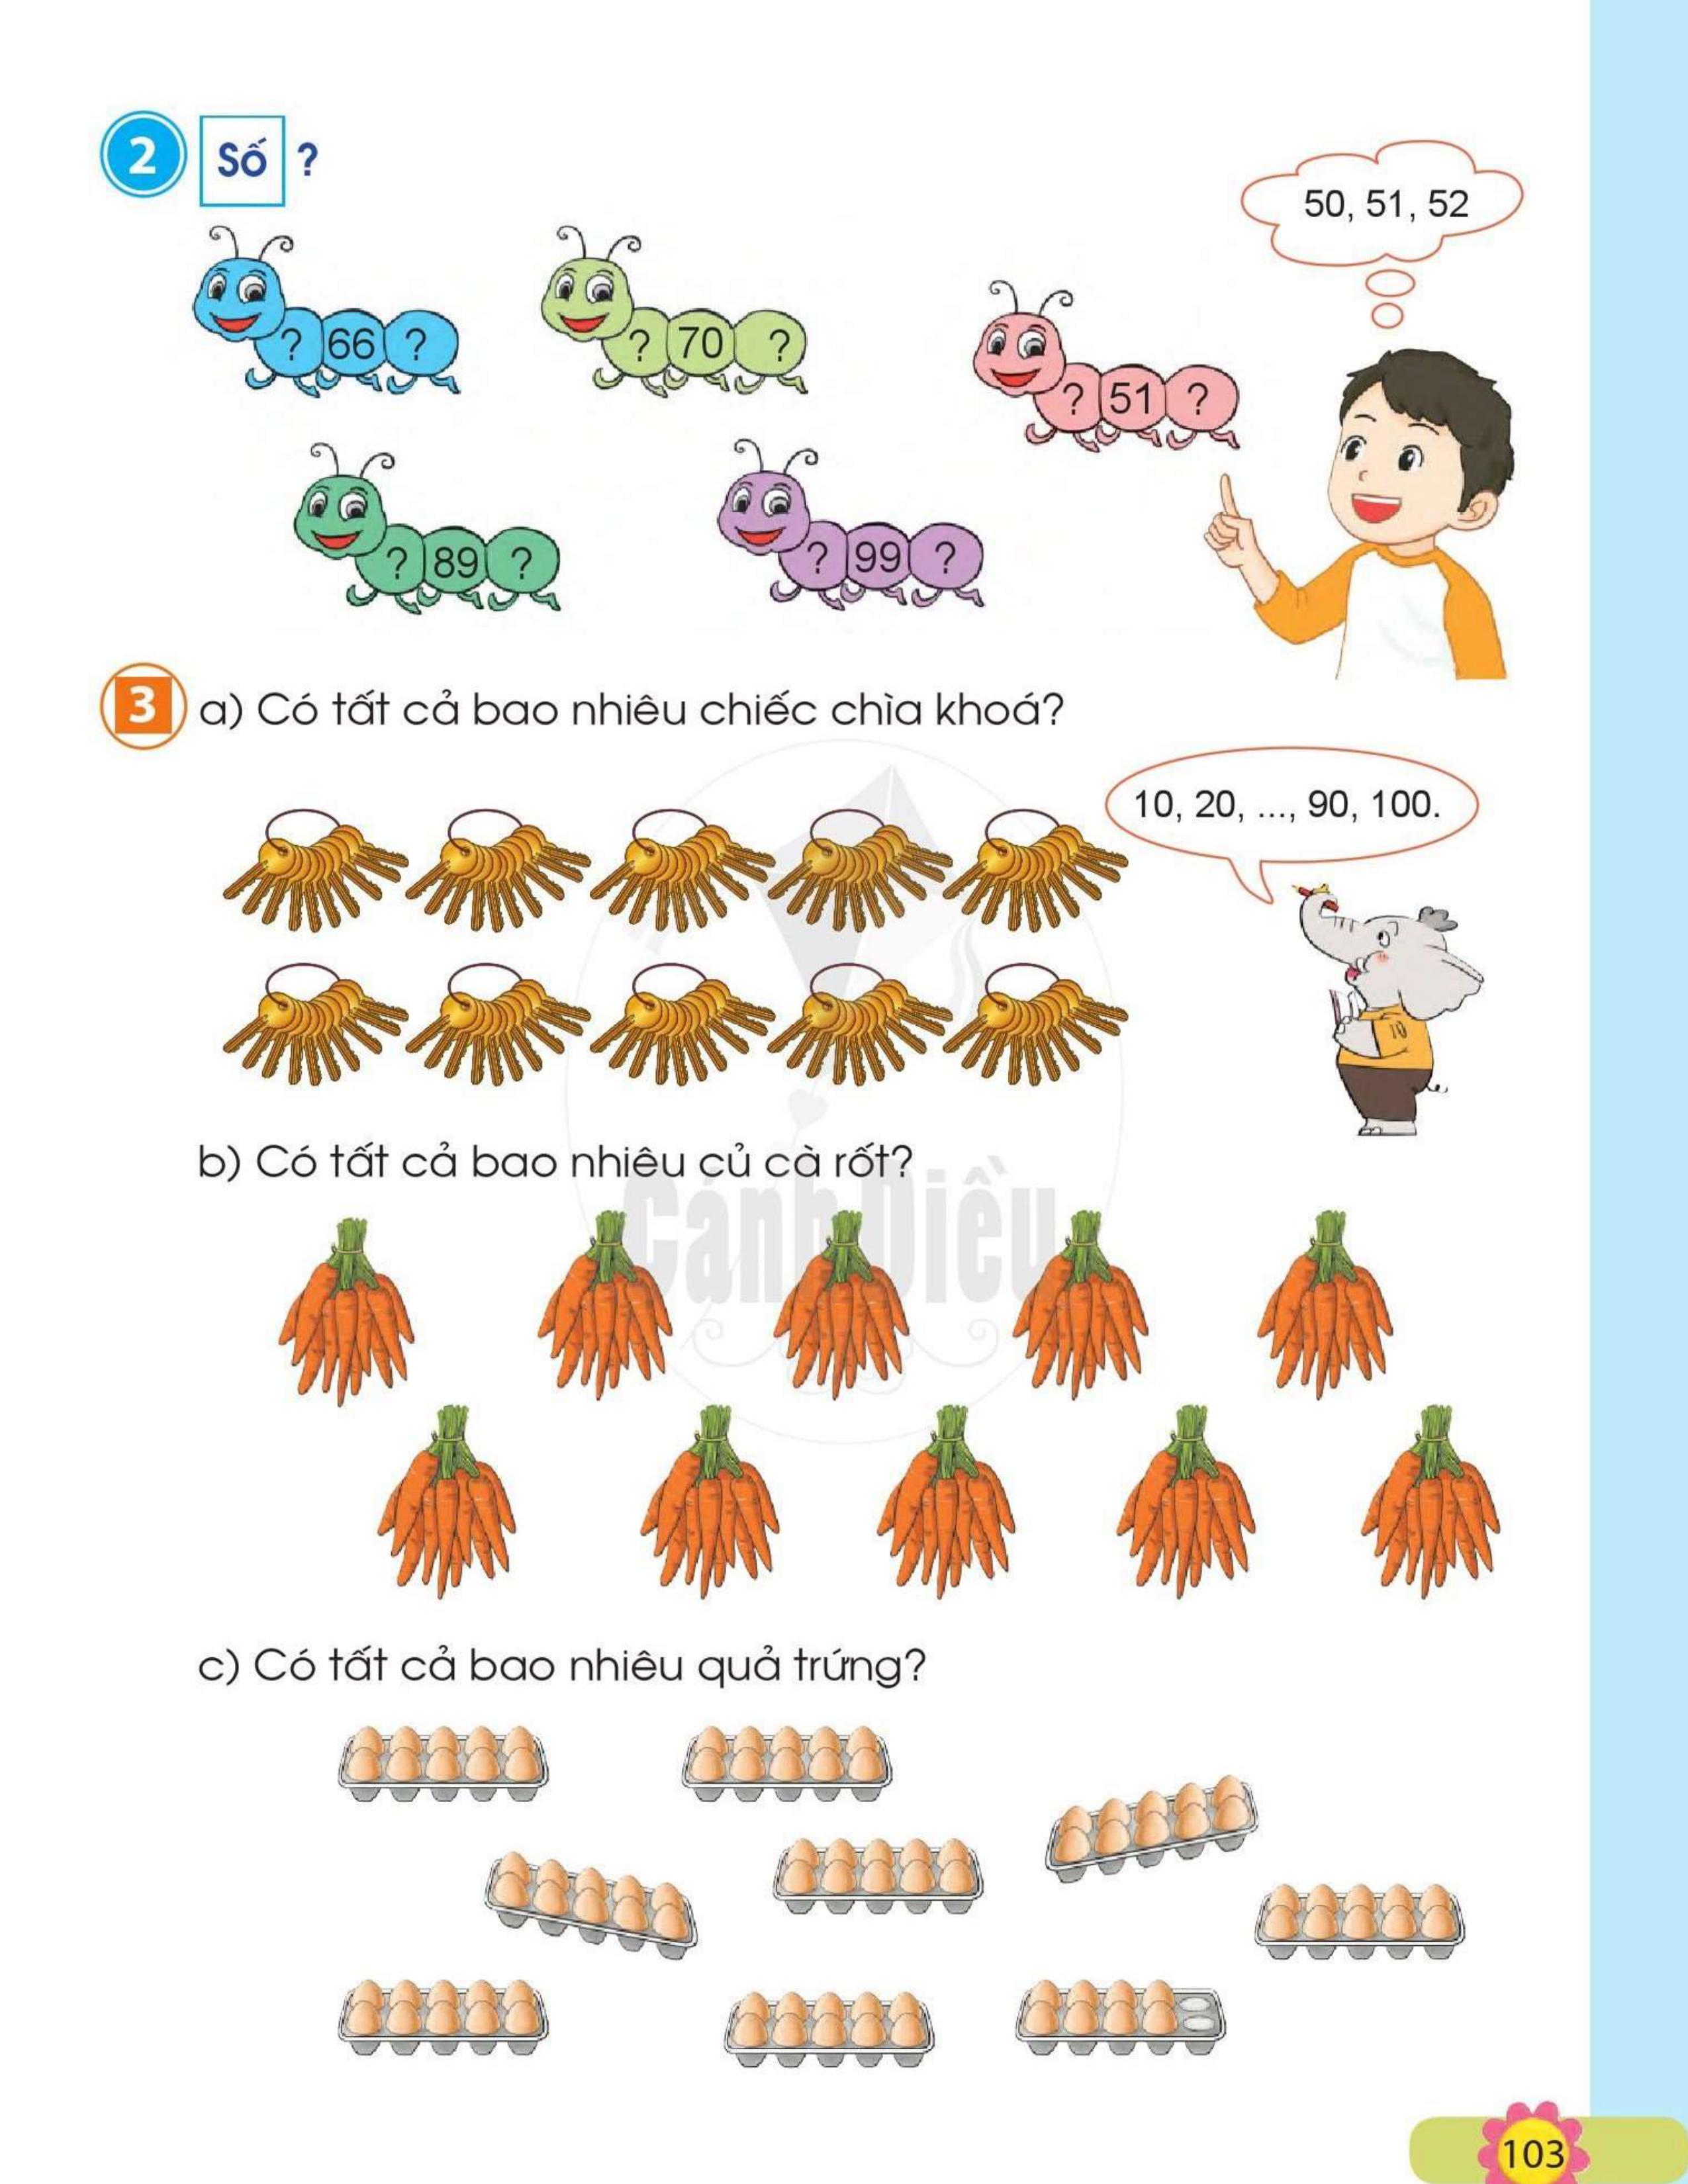 2 Số ?
50, 51, 52
? 66 ?
? 70 ?
? 51 ?
? 89 ?
? 99 ?
3 a) Có tất cả bao nhiêu chiếc chìa khoá?
10, 20, ..., 90, 100.
10
b) Có tất cả bao nhiêu củ cà rốt?
Cánh Diều
c) Có tất cả bao nhiêu quả trứng?
103